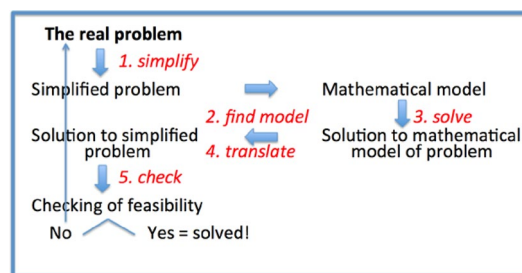 The real problem
1. simplify
Simplified problem
Mathematical model
2. find model
3. solve
Solution to simplified
problem
4. translate
Solution to mathematical
model of problem
5. check
Checking of feasibility
No
Yes = solved!